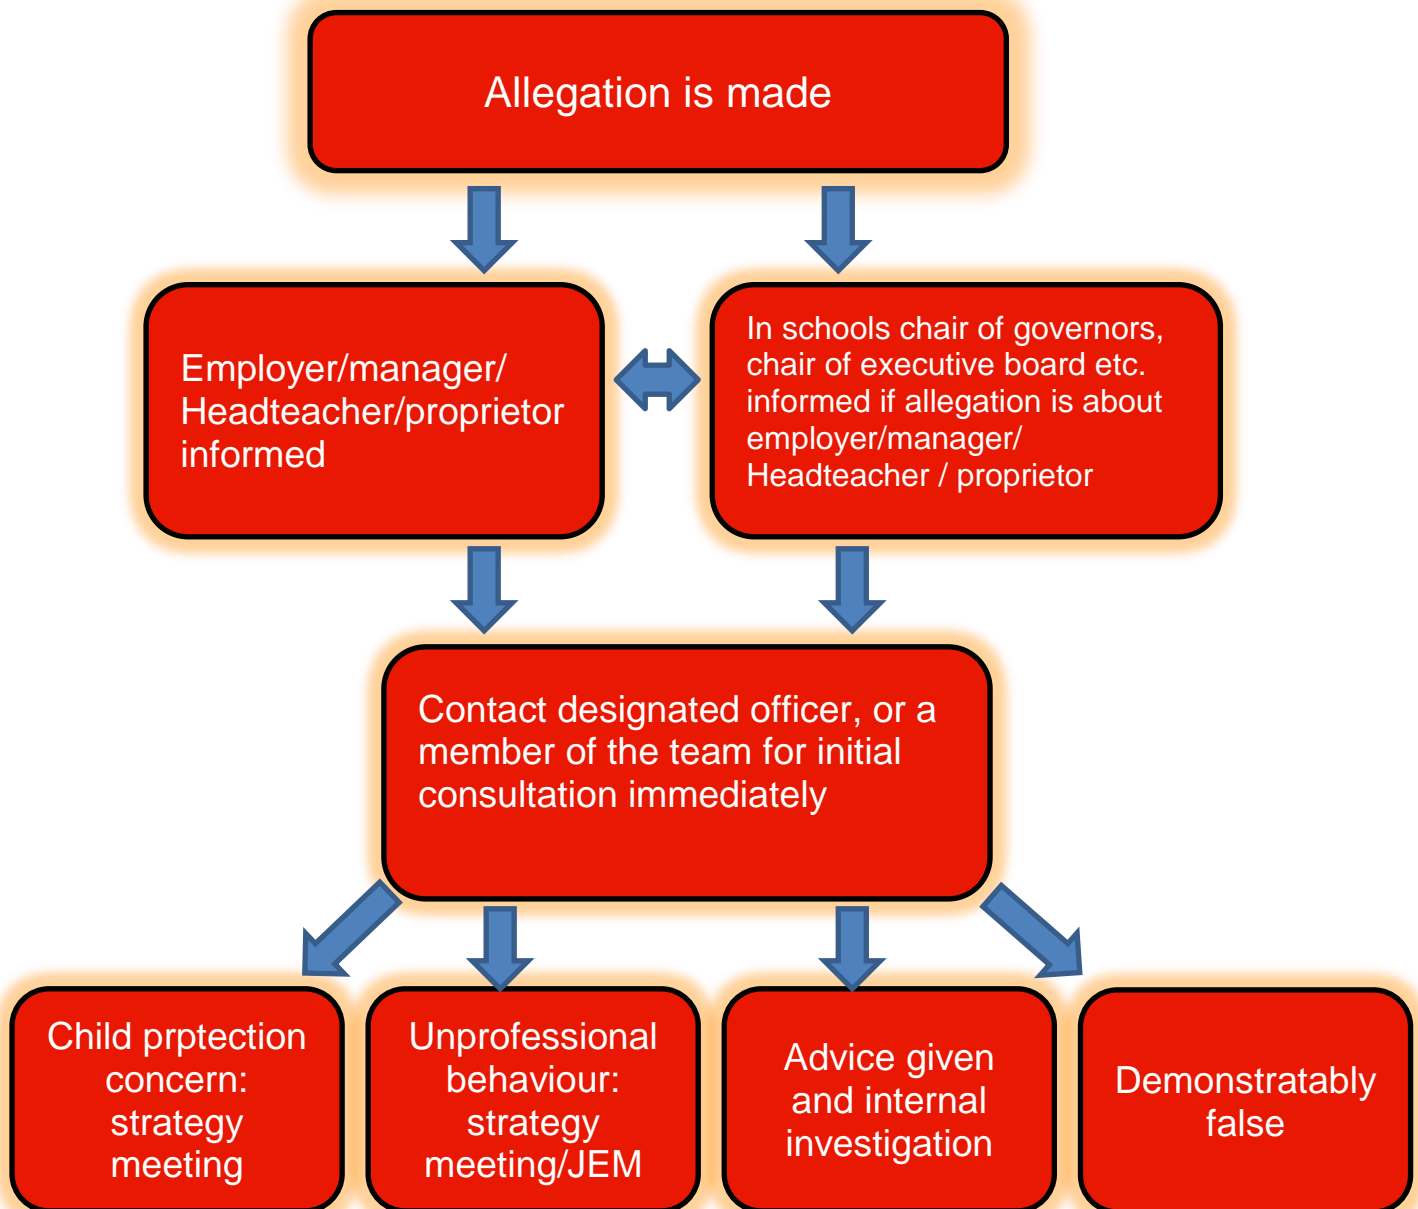 Allegation is made
Employer/manager/
Headteacher/proprietor
informed
In schools chair of governors,
chair of executive board etc.
informed if allegation is about
employer/manager/
Headteacher / proprietor
Contact designated officer, or a
member of the team for initial
consultation immediately
Child prptection
concern:
strategy
meeting
Unprofessional
behaviour:
strategy
meeting/JEM
Advice given
and internal
investigation
Demonstratably
false